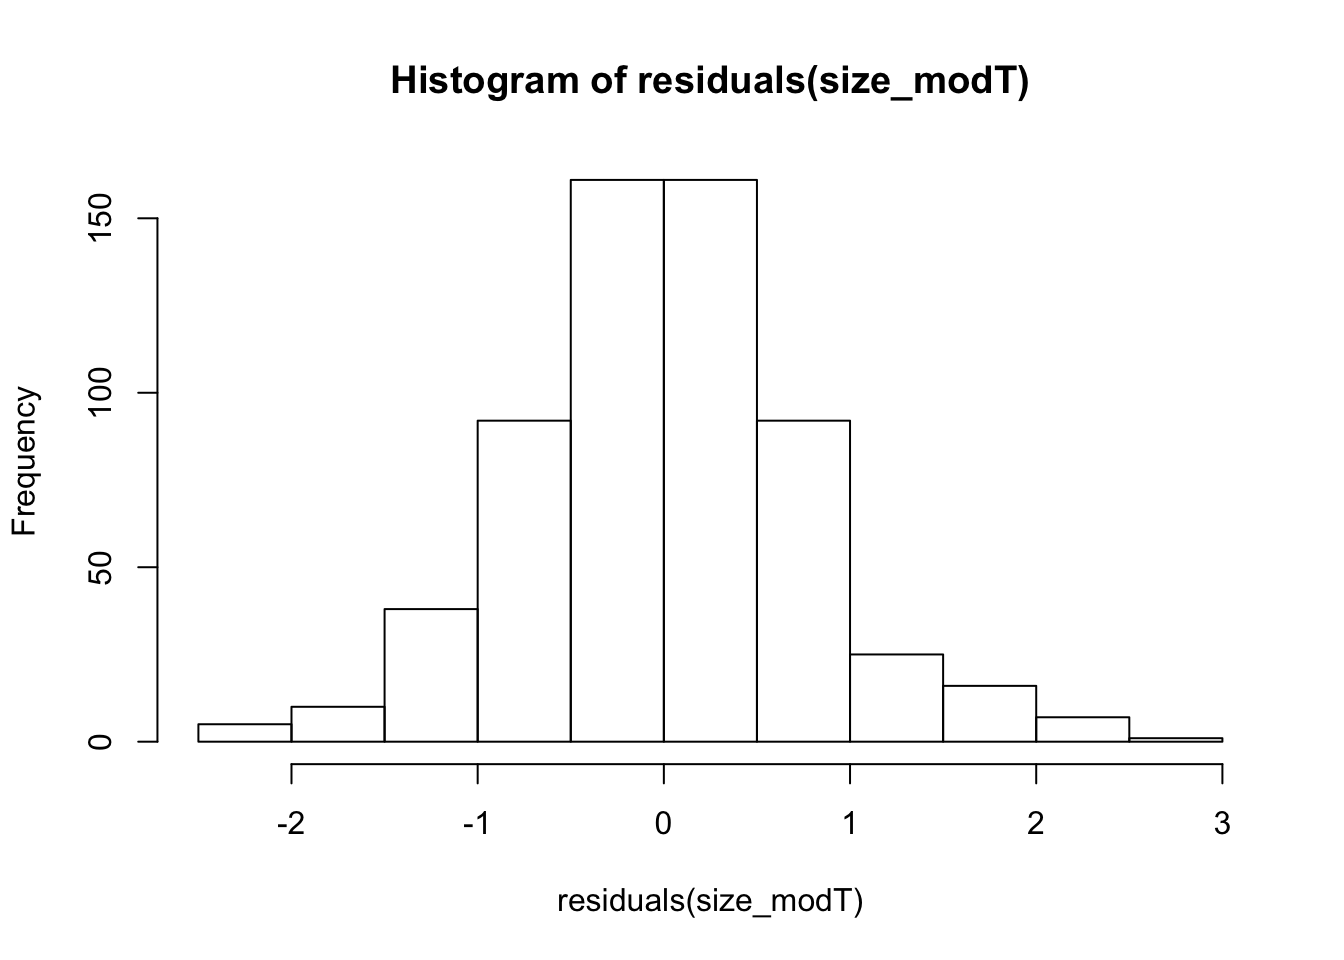 Histogram of residuals(size_modT)
Frequency
150
100
50
0
-2 -1 0 1 2 3
residuals(size_modT)